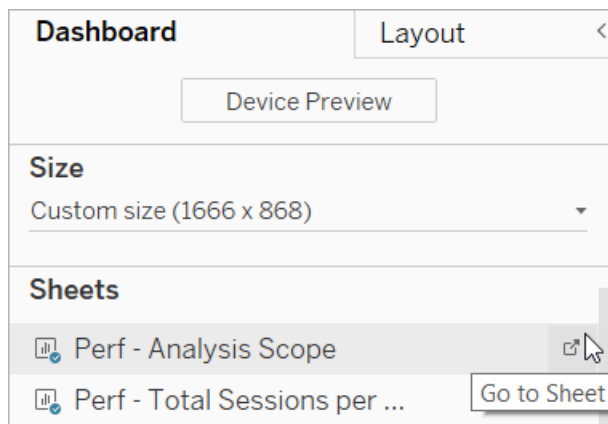 Dashboard
Layout
Device Preview
Size
Custom size (1666 x 868)
Sheets
Perf - Analysis Scope
Go to Sheet
Perf - Total Sessions per ...